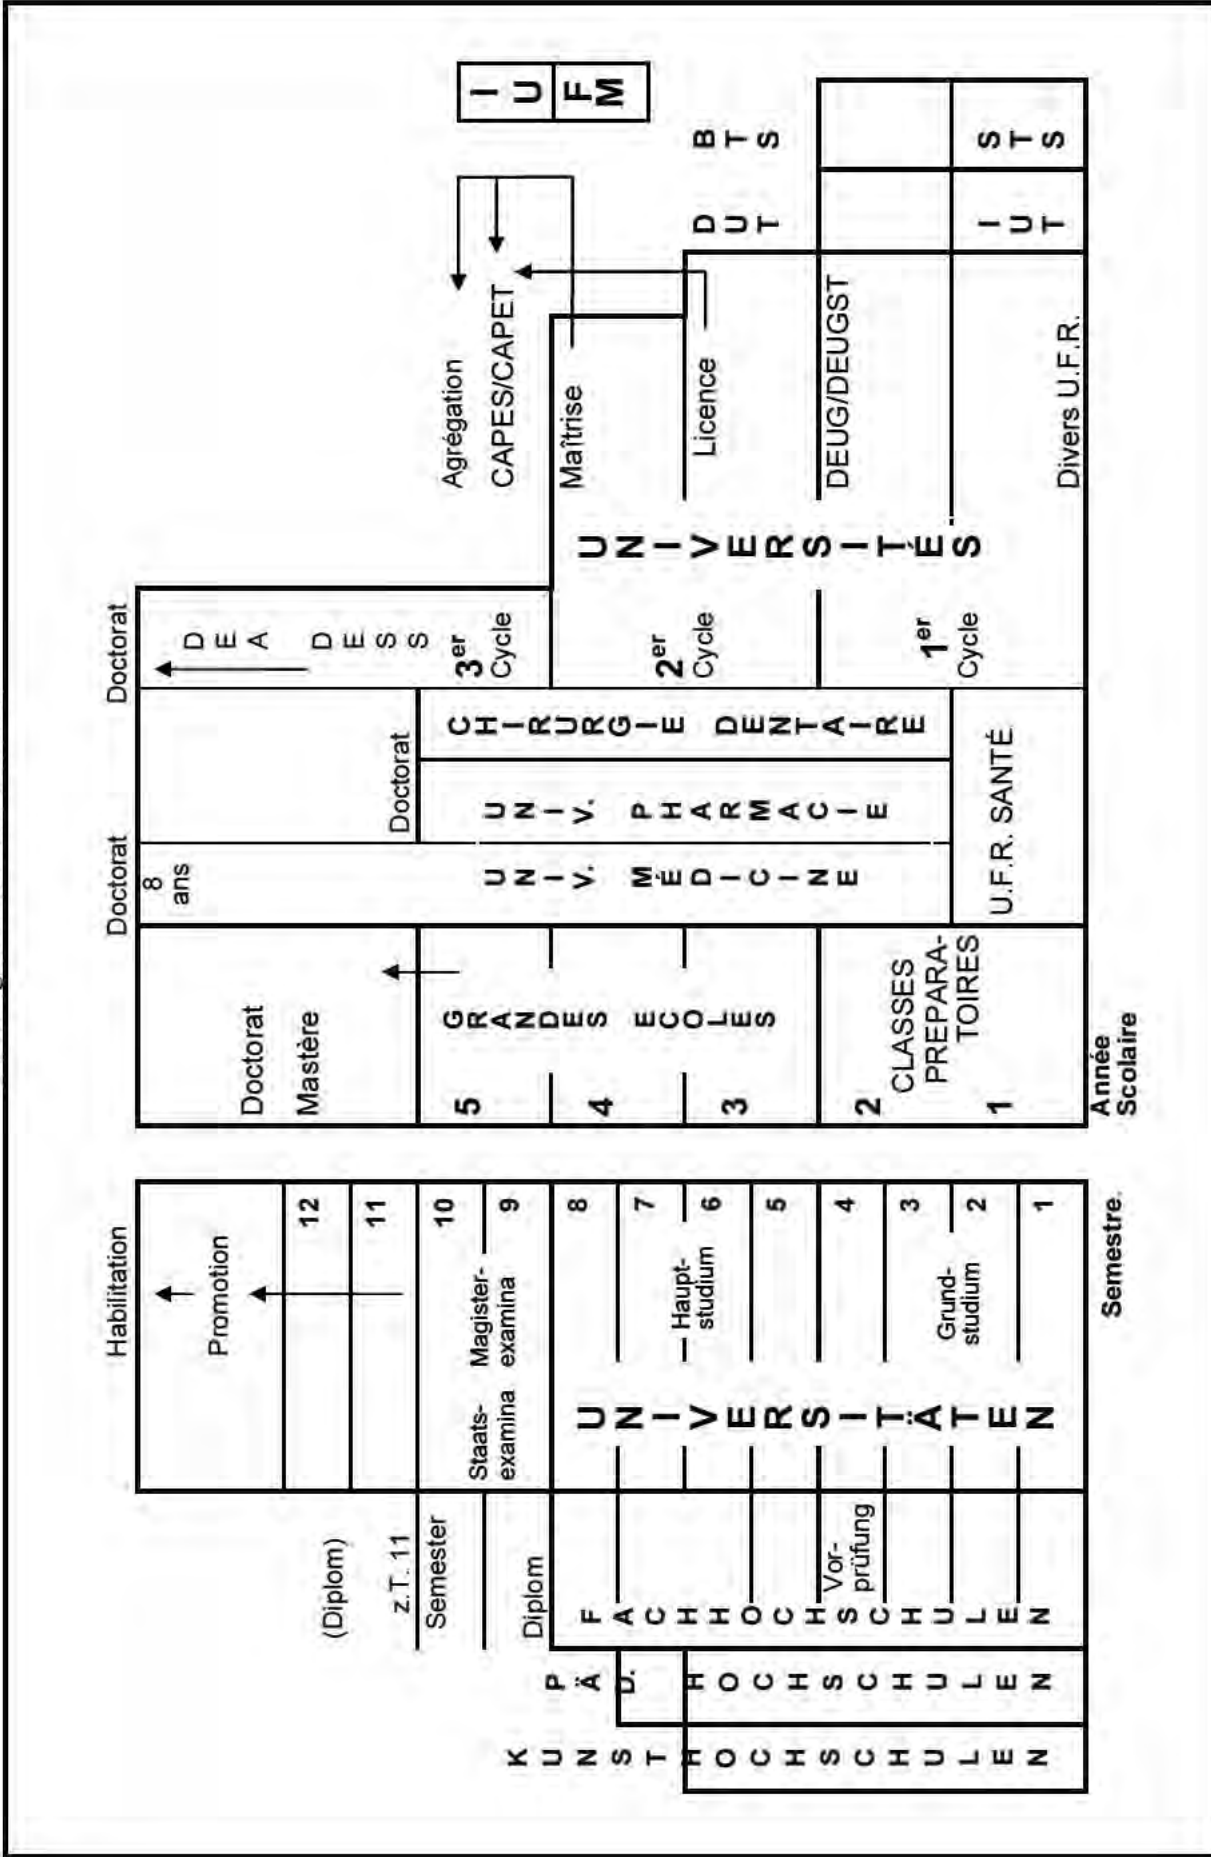 Habilitation
Promotion
12
11
10
9
8
7
6
5
4
3
2
1
Semestre.
(Diplom)
z.T. 11
Semester
Diplom
Staats-
examina
Magister-
examina
Haupt-
studium
Grund-
studium
Vor-
prüfung
KUNSTHOCHSCHULEN
PÄD. HOCHSCHULEN
FACHHOCHSCHULEN
UNIVERSITÄTEN
Doctorat
Mastère
5
4
3
2
1
GRANDES ECOLES
CLASSES
PREPARA-
TOIRES
Année
Scolaire
Doctorat
8
ans
UNIV. MÉDICINE
Doctorat
UNIV. PHARMACIE
CHIRURGIE DENTAIRE
U.F.R. SANTÉ
Doctorat
DEA
DESS
3er
Cycle
2er
Cycle
1er
Cycle
UNIVERSITÉS
Agrégation
CAPES/CAPET
Maîtrise
Licence
DEUG/DEUGST
Divers U.F.R.
DUT
IUT
BTS
STS
IUFM